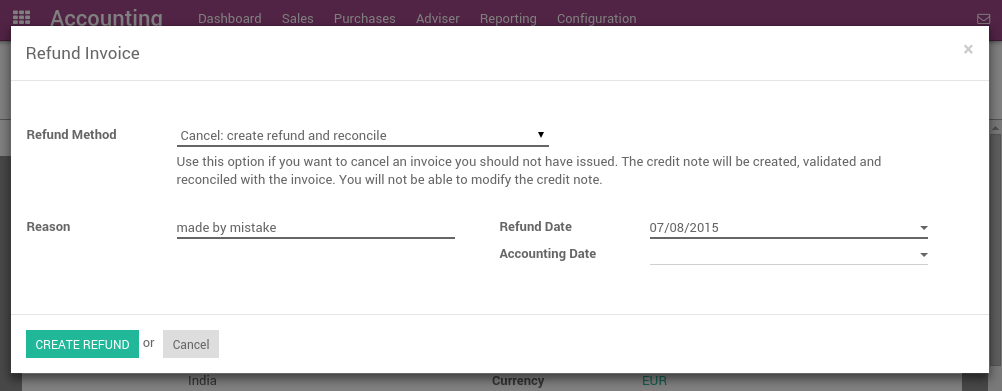 Accounting Dashboard Sales Purchases Adviser Reporting Configuration
Refund Invoice ×
Refund Method Cancel: create refund and reconcile
Use this option if you want to cancel an invoice you should not have issued. The credit note will be created, validated and
reconciled with the invoice. You will not be able to modify the credit note.
Reason made by mistake Refund Date 07/08/2015
Accounting Date
CREATE REFUND or Cancel
India Currency EUR